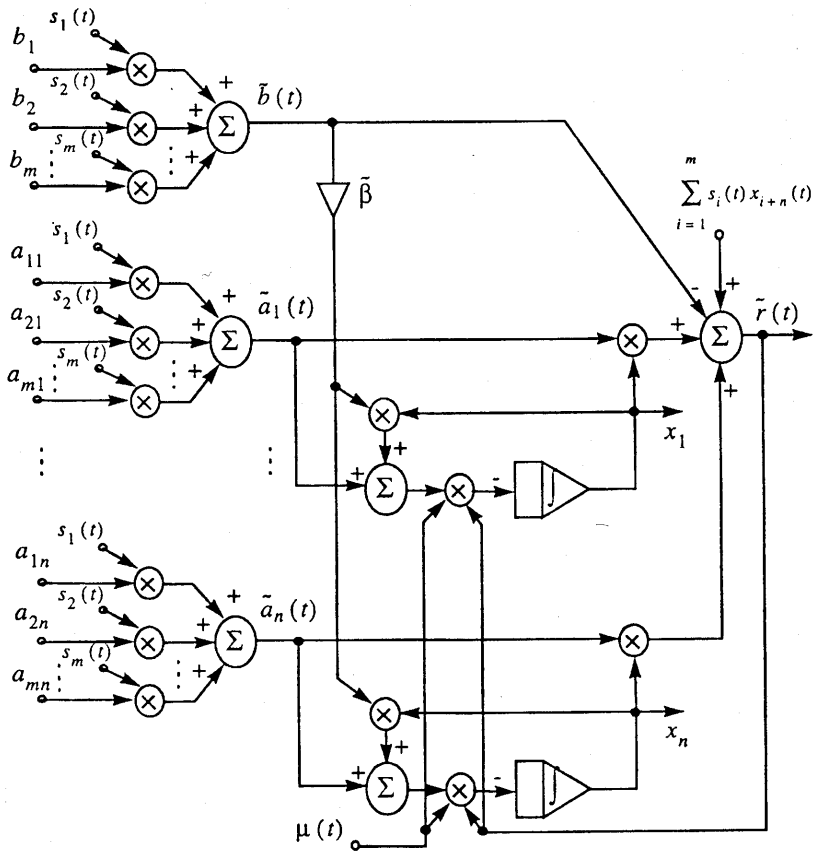 s₁(t)
b₁
×
+
s₂(t)
b₂
×
+
Σ
b̃(t)
sₘ(t)
bₘ
×
+
β̃
m
Σ sᵢ(t) xᵢ₊ₙ(t)
i = 1
s₁(t)
a₁₁
×
+
s₂(t)
a₂₁
×
+
Σ
ã₁(t)
×
+
-
+
Σ
r̃(t)
+
sₘ(t)
aₘ₁
×
+
×
x₁
+
+
Σ
×
-
∫
s₁(t)
a₁ₙ
×
+
s₂(t)
a₂ₙ
×
+
Σ
ãₙ(t)
×
sₘ(t)
aₘₙ
×
+
×
xₙ
+
+
Σ
×
-
∫
μ(t)